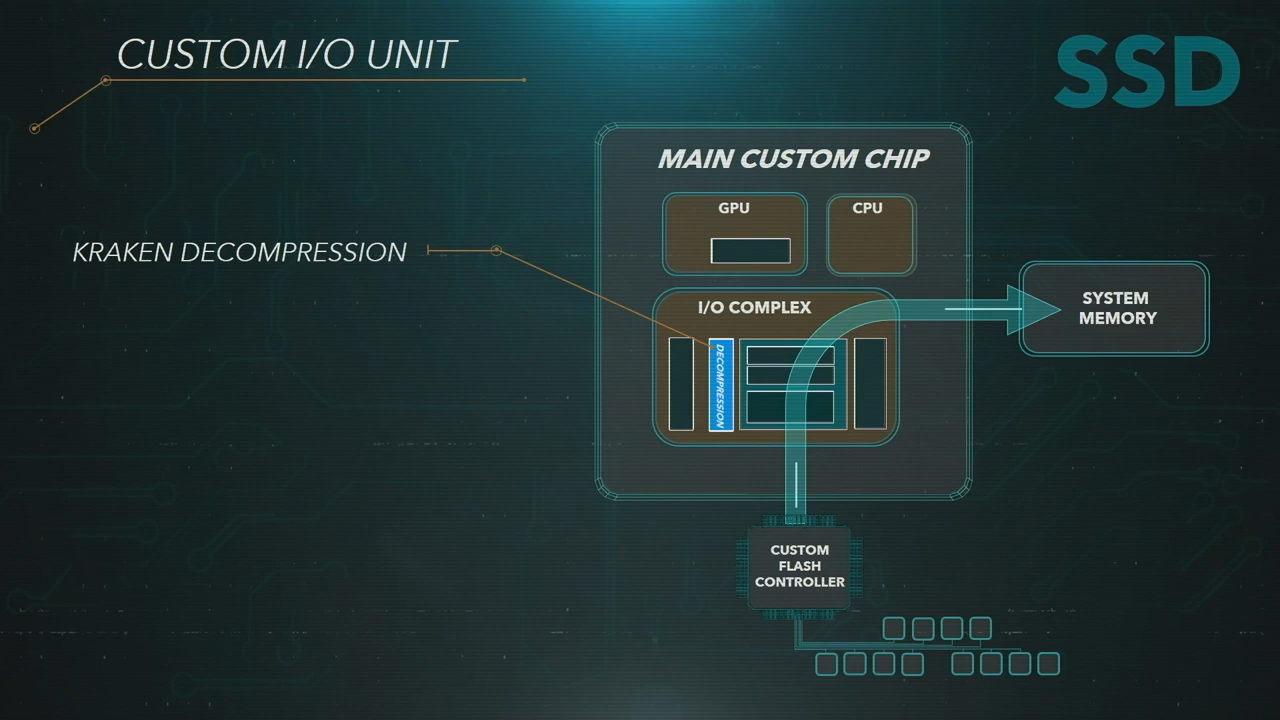 CUSTOM I/O UNIT
SSD
MAIN CUSTOM CHIP
GPU
CPU
KRAKEN DECOMPRESSION
I/O COMPLEX
DECOMPRESSION
SYSTEM
MEMORY
CUSTOM
FLASH
CONTROLLER